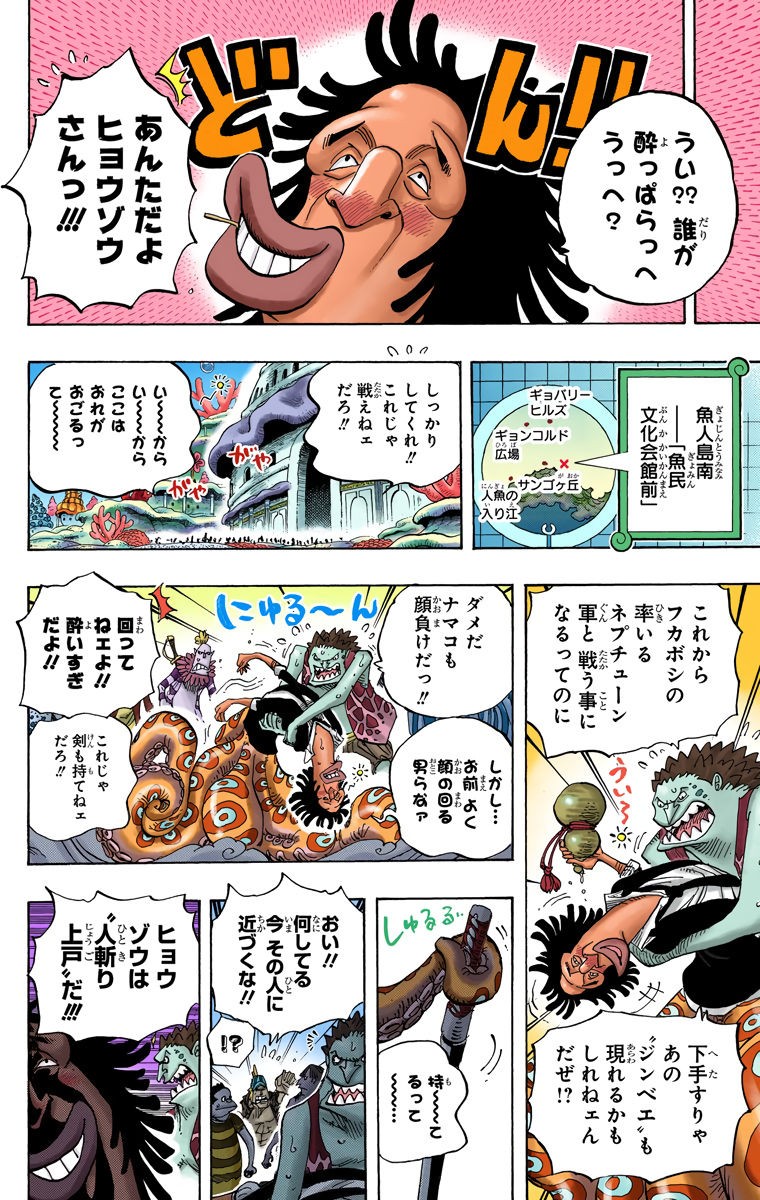 うい??誰が
酔っぱらっへ
うっへ?
どん!!
あんただよ
ヒョウゾウ
さんっ!!!
魚人島南
――「魚民
文化会館前」
ギョバリー
ヒルズ
ギョンコルド
広場
サンゴヶ丘
人魚の
入り江
しっかり
してくれ!!
これじゃ
戦えねェ
だろ!!
ガヤ
ガヤ
い～～から
い～～から
ここは
おれが
おごるっ
て～～
これから
フカボシの
率いる
ネプチューン
軍と戦う事に
なるってのに
うい～
下手すりゃ
あの
〝ジンベエ〟も
現れるかも
しれねェん
だぜ!?
ダメだ
ナマコも
顔負けだっ!!
にゅる～ん
しかし…
お前よく
顔の回る
男らな?
回って
ねェよ!!
酔いすぎ
だよ!!
これじゃ
剣も持てねェ
だろ!!
しゅるる‥
持～～て
るって
～～～
おい!!
何してる
今その人に
近づくな!!
!?
ヒョウ
ゾウは
〝人斬り
上戸〟だ!!!